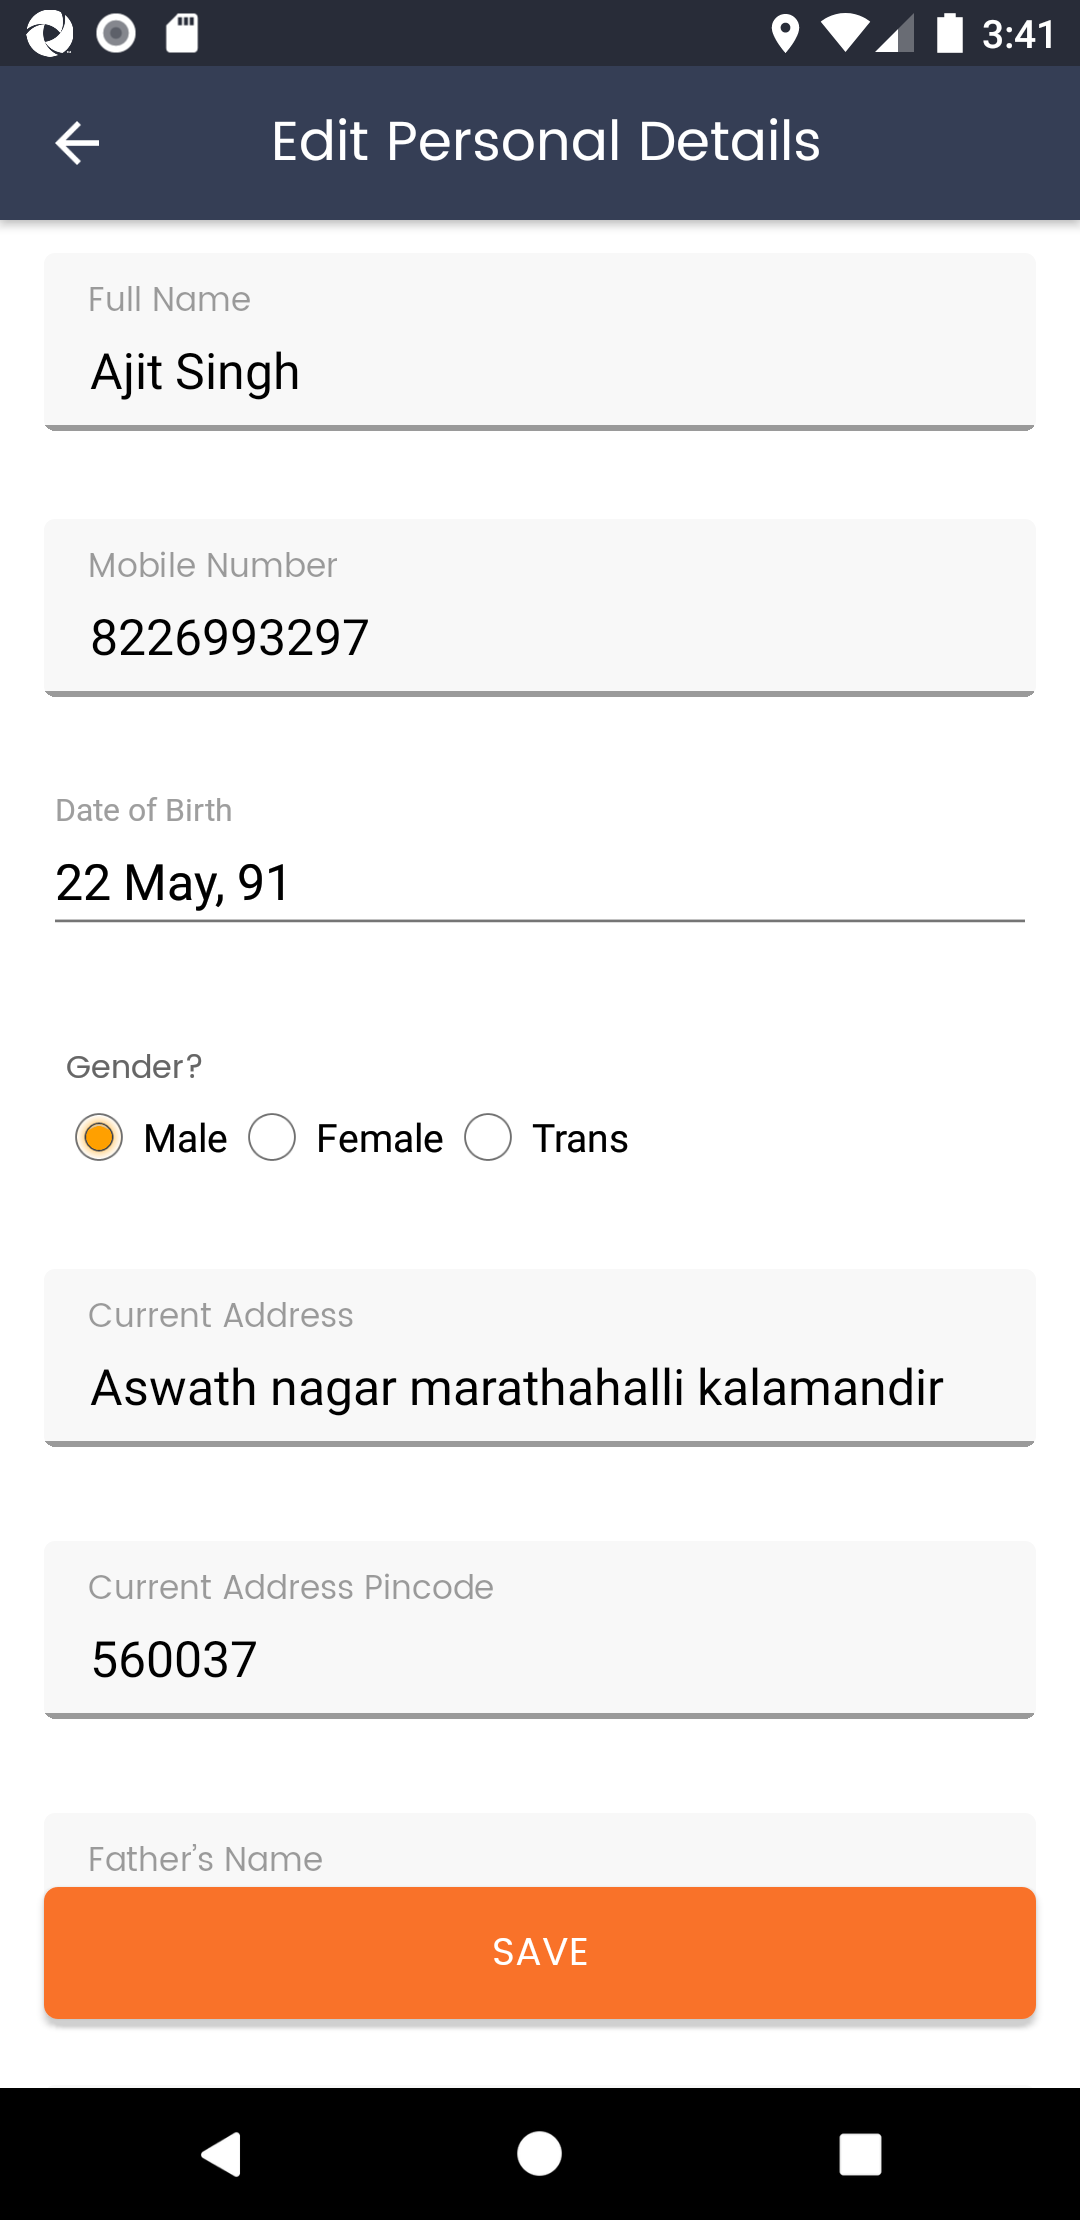 3:41
Edit Personal Details
Full Name
Ajit Singh
Mobile Number
8226993297
Date of Birth
22 May, 91
Gender?
Male Female Trans
Current Address
Aswath nagar marathahalli kalamandir
Current Address Pincode
560037
Father's Name
SAVE